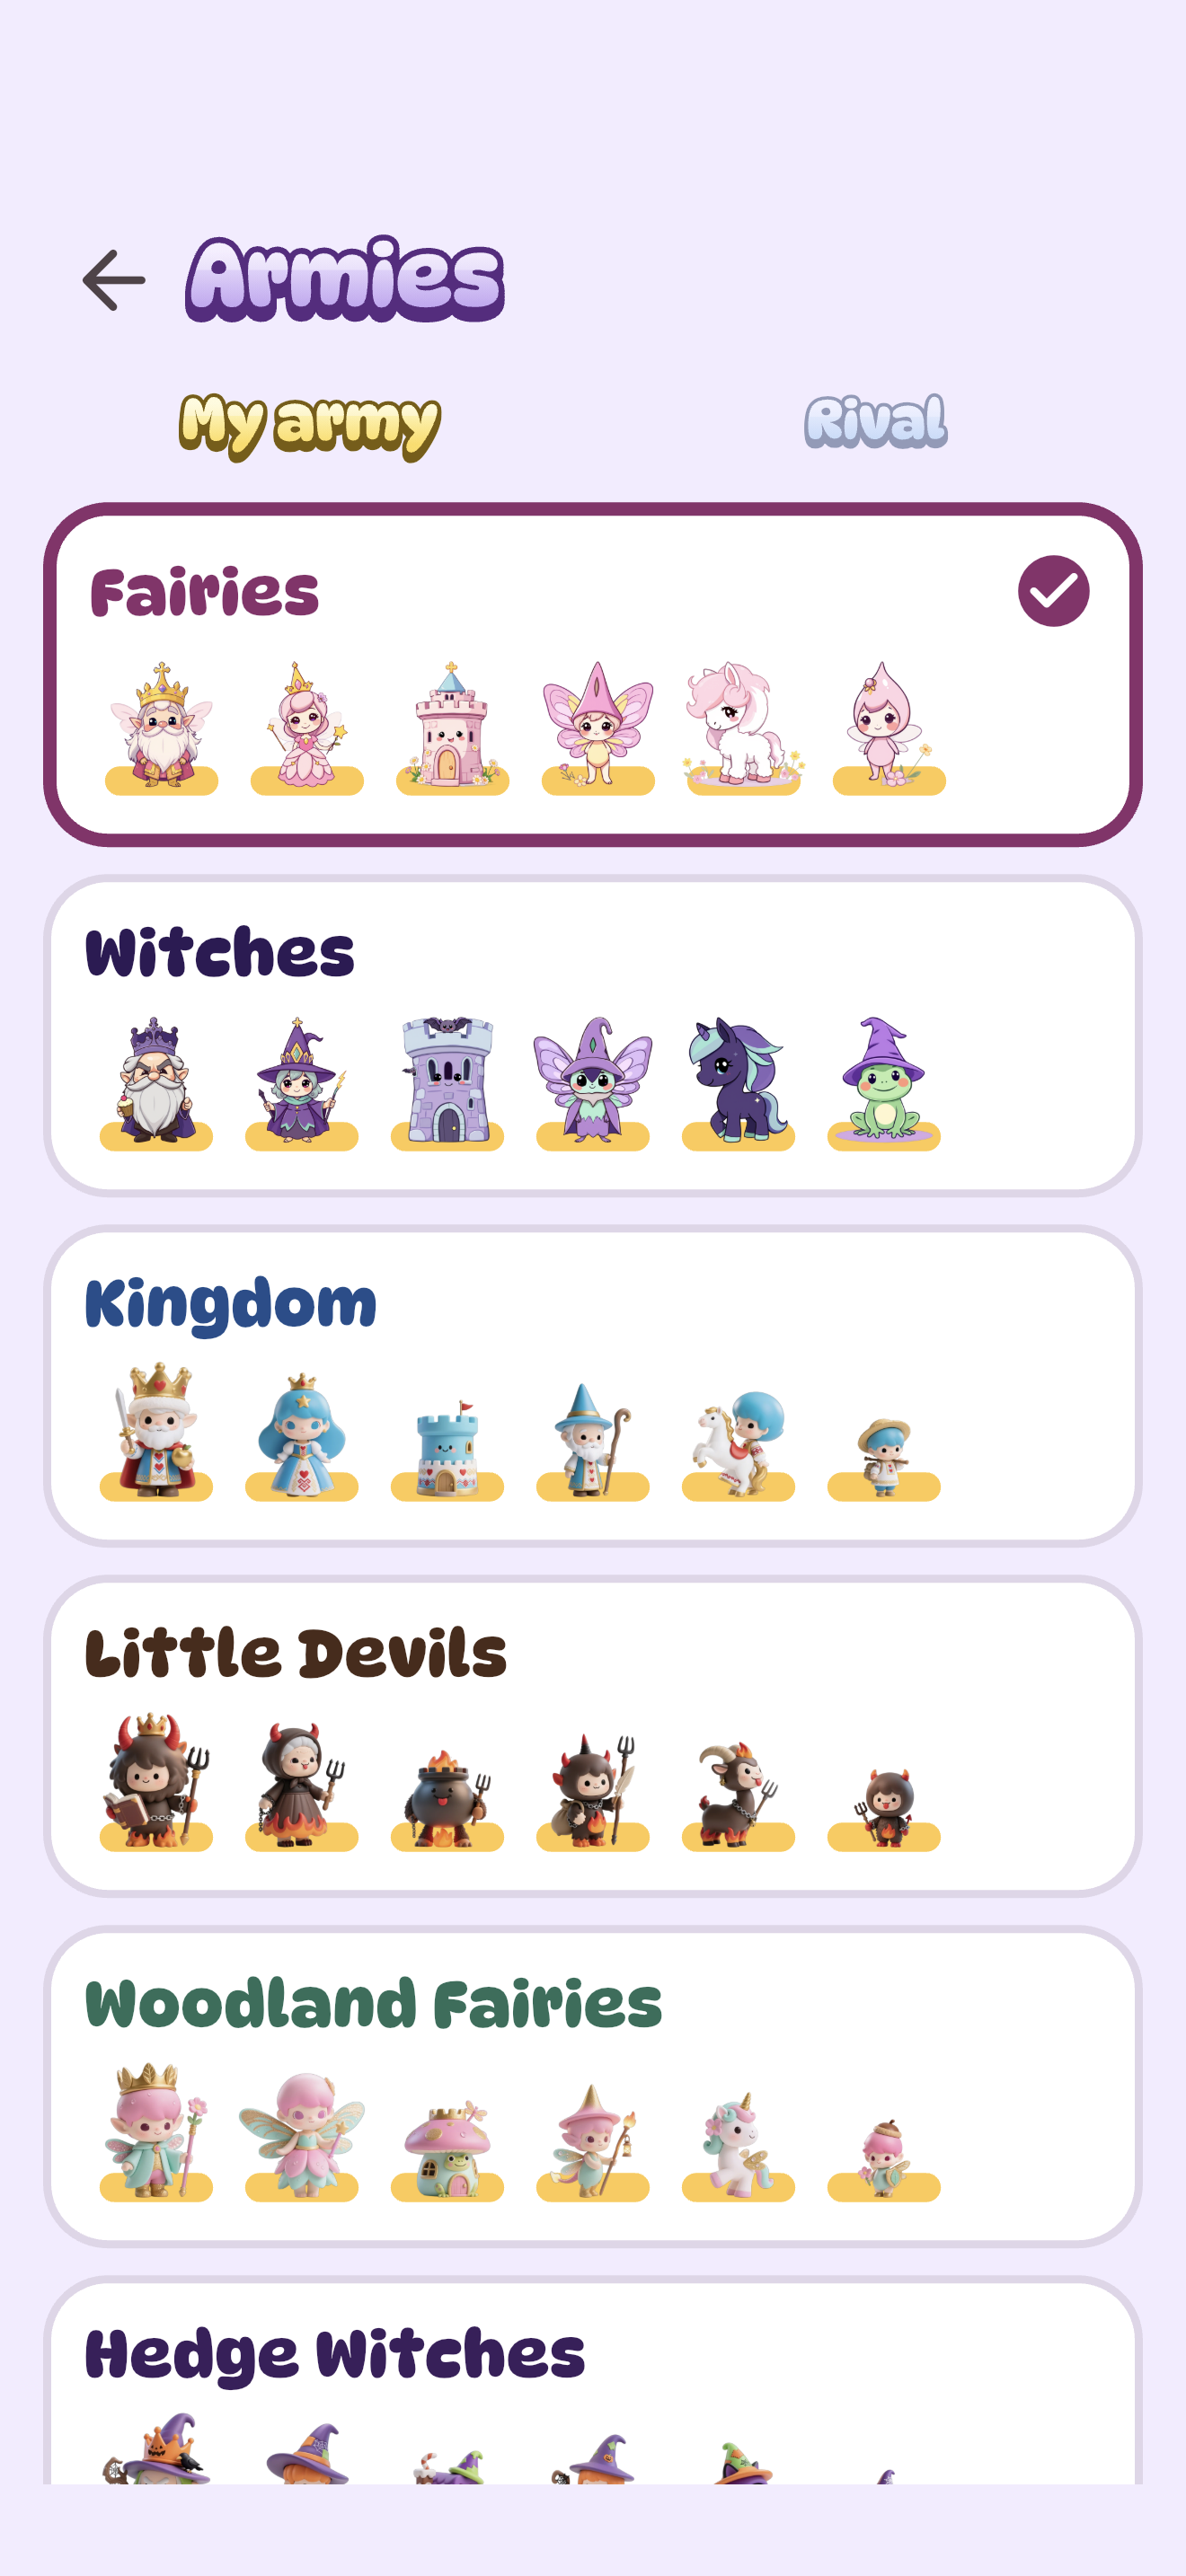 Armies
My army
Rival
Fairies
Witches
Kingdom
Little Devils
Woodland Fairies
Hedge Witches